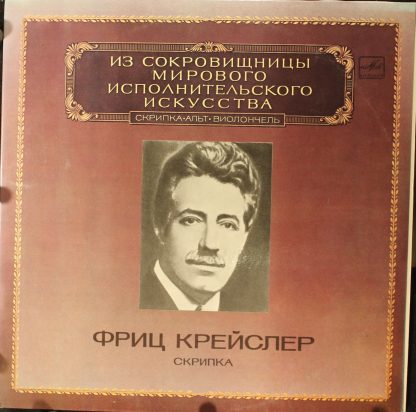 ИЗ СОКРОВИЩНИЦЫ
МИРОВОГО
ИСПОЛНИТЕЛЬСКОГО
ИСКУССТВА
СКРИПКА•АЛЬТ•ВИОЛОНЧЕЛЬ
ФРИЦ КРЕЙСЛЕР
СКРИПКА